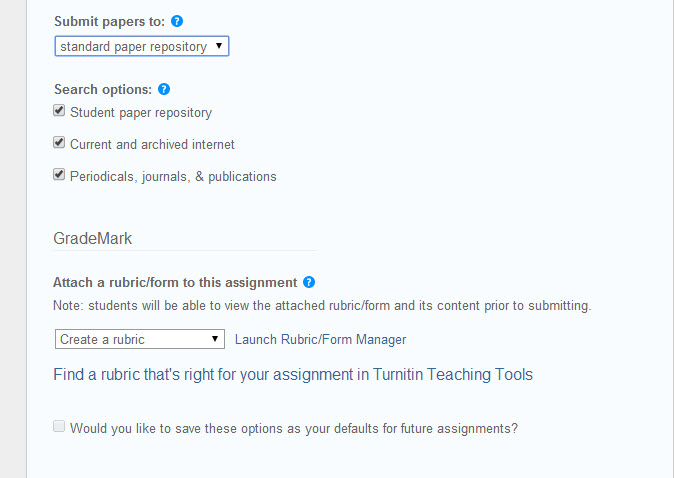 Submit papers to: ?
standard paper repository
Search options: ?
Student paper repository
Current and archived internet
Periodicals, journals, & publications
GradeMark
Attach a rubric/form to this assignment ?
Note: students will be able to view the attached rubric/form and its content prior to submitting.
Create a rubric Launch Rubric/Form Manager
Find a rubric that's right for your assignment in Turnitin Teaching Tools
Would you like to save these options as your defaults for future assignments?